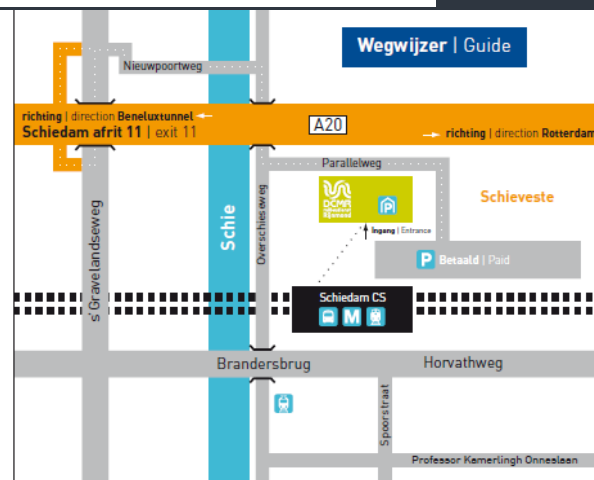 Wegwijzer | Guide
Nieuwpoortweg
richting | direction Beneluxtunnel
Schiedam afrit 11 | exit 11
A20
richting | direction Rotterdam
Parallelweg
DCMR
Schieveste
P
Ingang | Entrance
Schie
Overschieseweg
s' Gravelandseweg
P Betaald | Paid
Schiedam CS
M
Brandersbrug
Horvathweg
Spoorstraat
Professor Kamerlingh Onneslaan